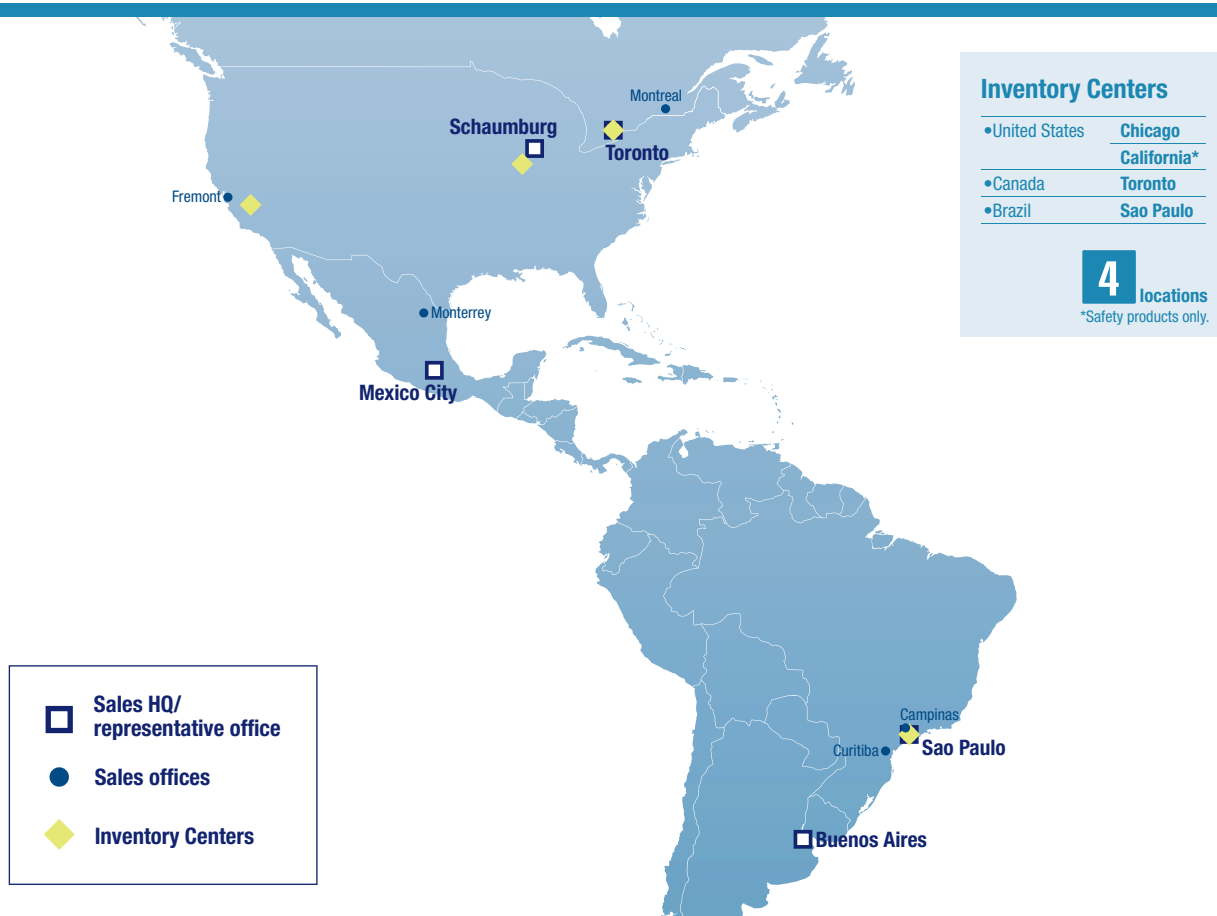 Montreal
Schaumburg
Toronto
Fremont
Monterrey
Mexico City
Inventory Centers
•United States Chicago
California*
•Canada Toronto
•Brazil Sao Paulo
4 locations
*Safety products only.
Campinas
Sao Paulo
Curitiba
Buenos Aires
Sales HQ/
representative office
Sales offices
Inventory Centers